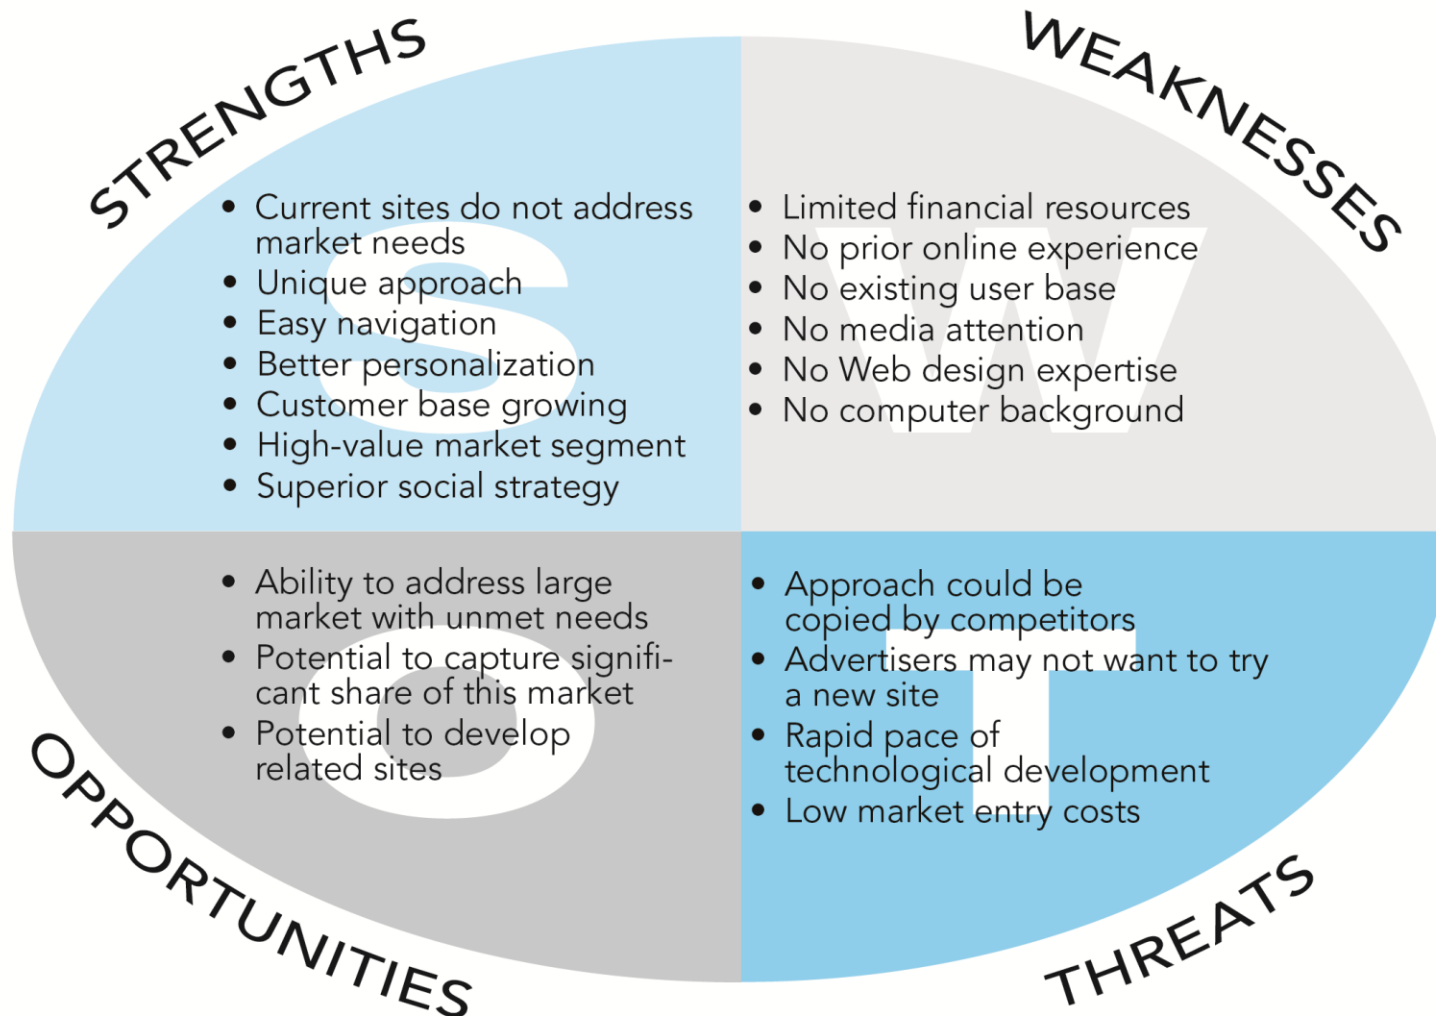 STRENGTHS
• Current sites do not address
market needs
• Unique approach
• Easy navigation
• Better personalization
• Customer base growing
• High-value market segment
• Superior social strategy
S
WEAKNESSES
• Limited financial resources
• No prior online experience
• No existing user base
• No media attention
• No Web design expertise
• No computer background
W
OPPORTUNITIES
• Ability to address large
market with unmet needs
• Potential to capture signifi-
cant share of this market
• Potential to develop
related sites
O
THREATS
• Approach could be
copied by competitors
• Advertisers may not want to try
a new site
• Rapid pace of
technological development
• Low market entry costs
T